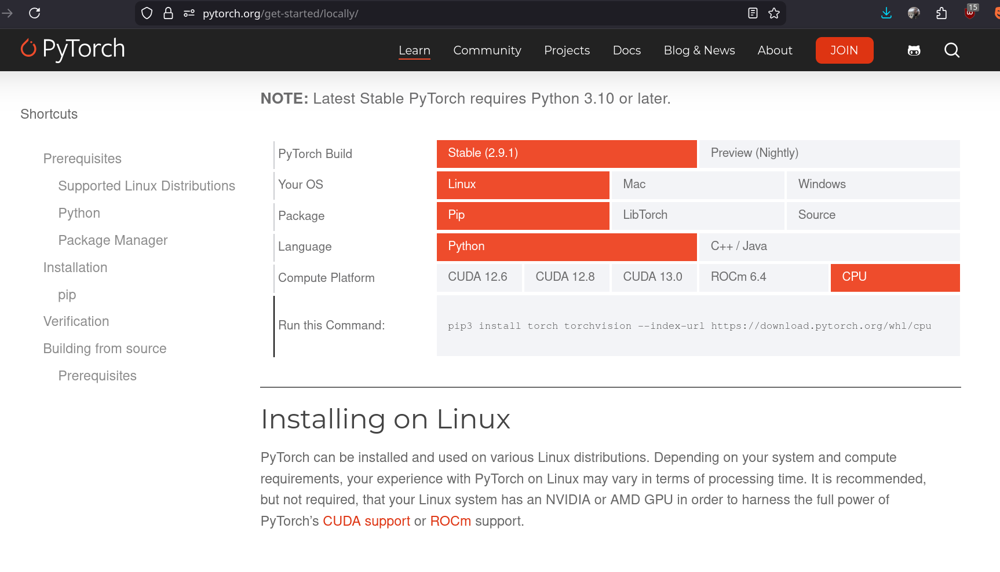 pytorch.org/get-started/locally/
15
PyTorch
Learn Community Projects Docs Blog & News About JOIN
NOTE: Latest Stable PyTorch requires Python 3.10 or later.
Shortcuts
Prerequisites
Supported Linux Distributions
Python
Package Manager
Installation
pip
Verification
Building from source
Prerequisites
PyTorch Build Stable (2.9.1) Preview (Nightly)
Your OS Linux Mac Windows
Package Pip LibTorch Source
Language Python C++ / Java
Compute Platform CUDA 12.6 CUDA 12.8 CUDA 13.0 ROCm 6.4 CPU
Run this Command: pip3 install torch torchvision --index-url https://download.pytorch.org/whl/cpu
Installing on Linux
PyTorch can be installed and used on various Linux distributions. Depending on your system and compute
requirements, your experience with PyTorch on Linux may vary in terms of processing time. It is recommended,
but not required, that your Linux system has an NVIDIA or AMD GPU in order to harness the full power of
PyTorch’s CUDA support or ROCm support.